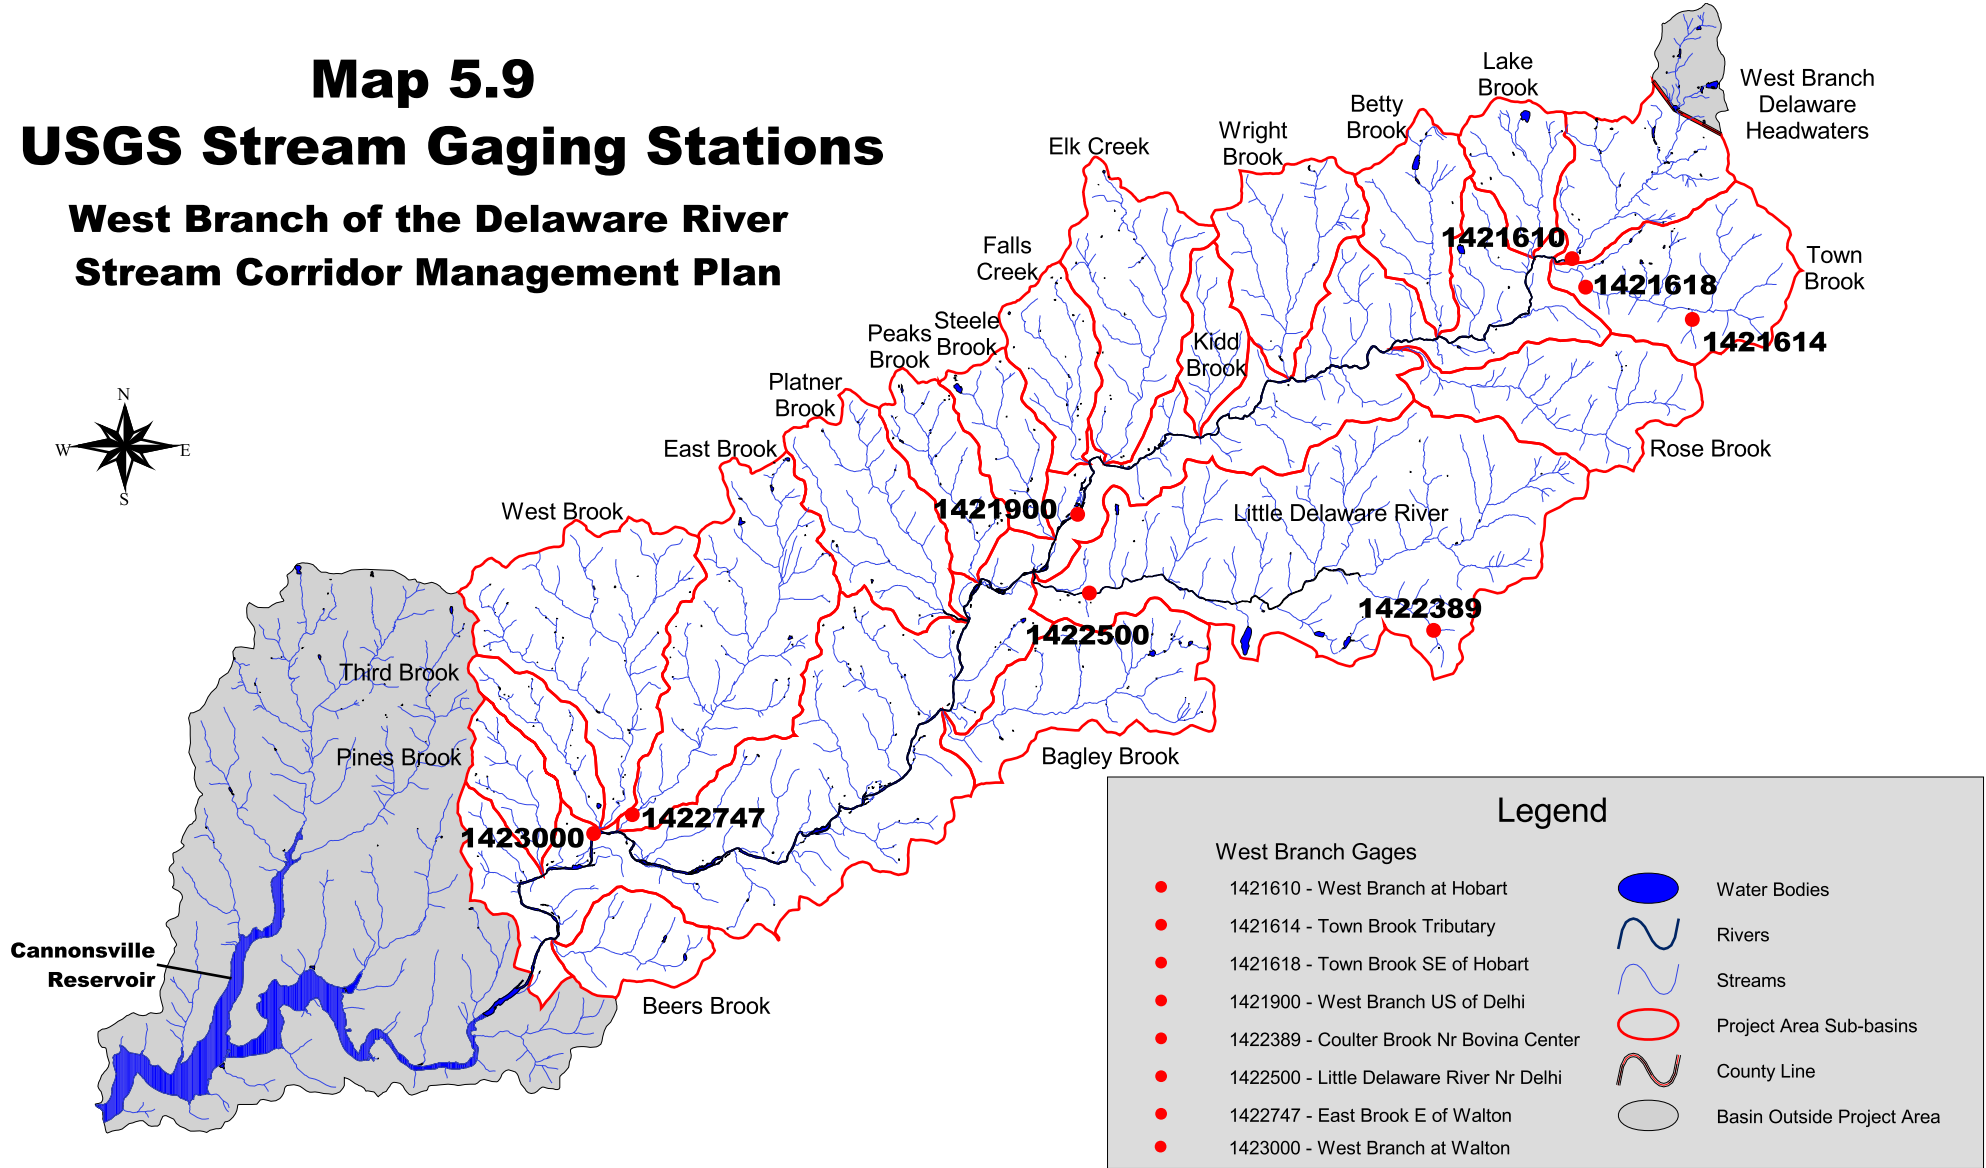 Map 5.9
USGS Stream Gaging Stations
West Branch of the Delaware River
Stream Corridor Management Plan
N
W
E
S
West Branch
Delaware
Headwaters
Lake
Brook
Betty
Brook
Wright
Brook
Elk Creek
Falls
Creek
Steele
Brook
Peaks
Brook
Platner
Brook
East Brook
West Brook
Third Brook
Pines Brook
Kidd
Brook
Town
Brook
Rose Brook
Little Delaware River
Bagley Brook
Beers Brook
Cannonsville
Reservoir
1421610
1421618
1421614
1421900
1422389
1422500
1422747
1423000
Legend
West Branch Gages
1421610 - West Branch at Hobart
1421614 - Town Brook Tributary
1421618 - Town Brook SE of Hobart
1421900 - West Branch US of Delhi
1422389 - Coulter Brook Nr Bovina Center
1422500 - Little Delaware River Nr Delhi
1422747 - East Brook E of Walton
1423000 - West Branch at Walton
Water Bodies
Rivers
Streams
Project Area Sub-basins
County Line
Basin Outside Project Area